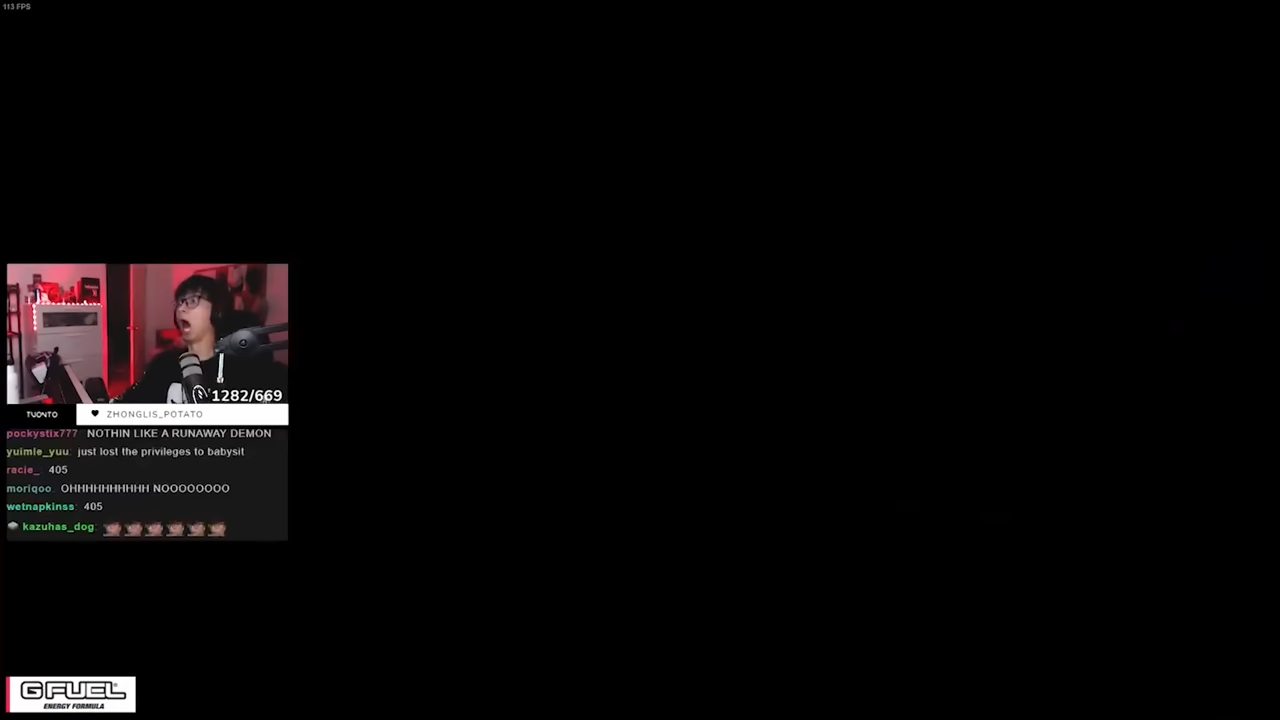 113 FPS
1282/669
TUONTO
ZHONGLIS_POTATO
pockystix777 NOTHIN LIKE A RUNAWAY DEMON
yuimie_yuu: just lost the privileges to babysit
racie_ 405
moriqoo: OHHHHHHHHHH NOOOOOOOO
wetnapkinss: 405
kazuhas_dog:
G FUEL
ENERGY FORMULA